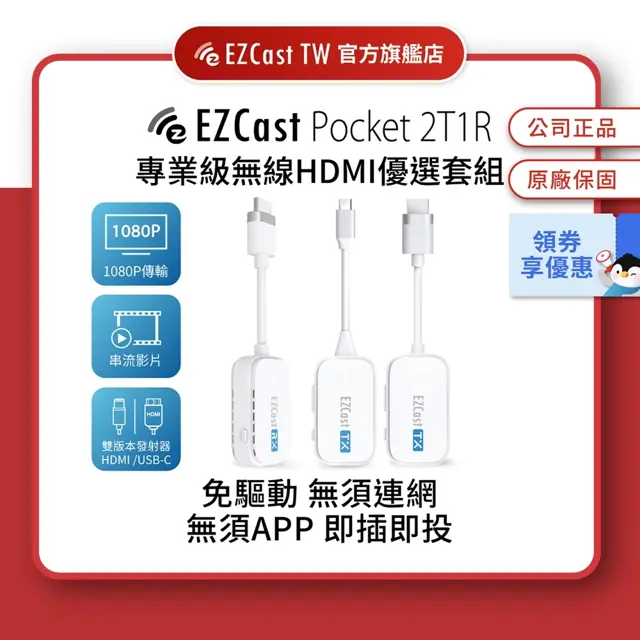 EZCast TW 官方旗艦店
EZCast Pocket 2T1R
公司正品
專業級無線HDMI優選套組
原廠保固
領券
享優惠
1080P
1080P傳輸
串流影片
HDMI
雙版本發射器
HDMI /USB-C
EZCast RX
EZCast TX
EZCast TX
免驅動 無須連網
無須APP 即插即投